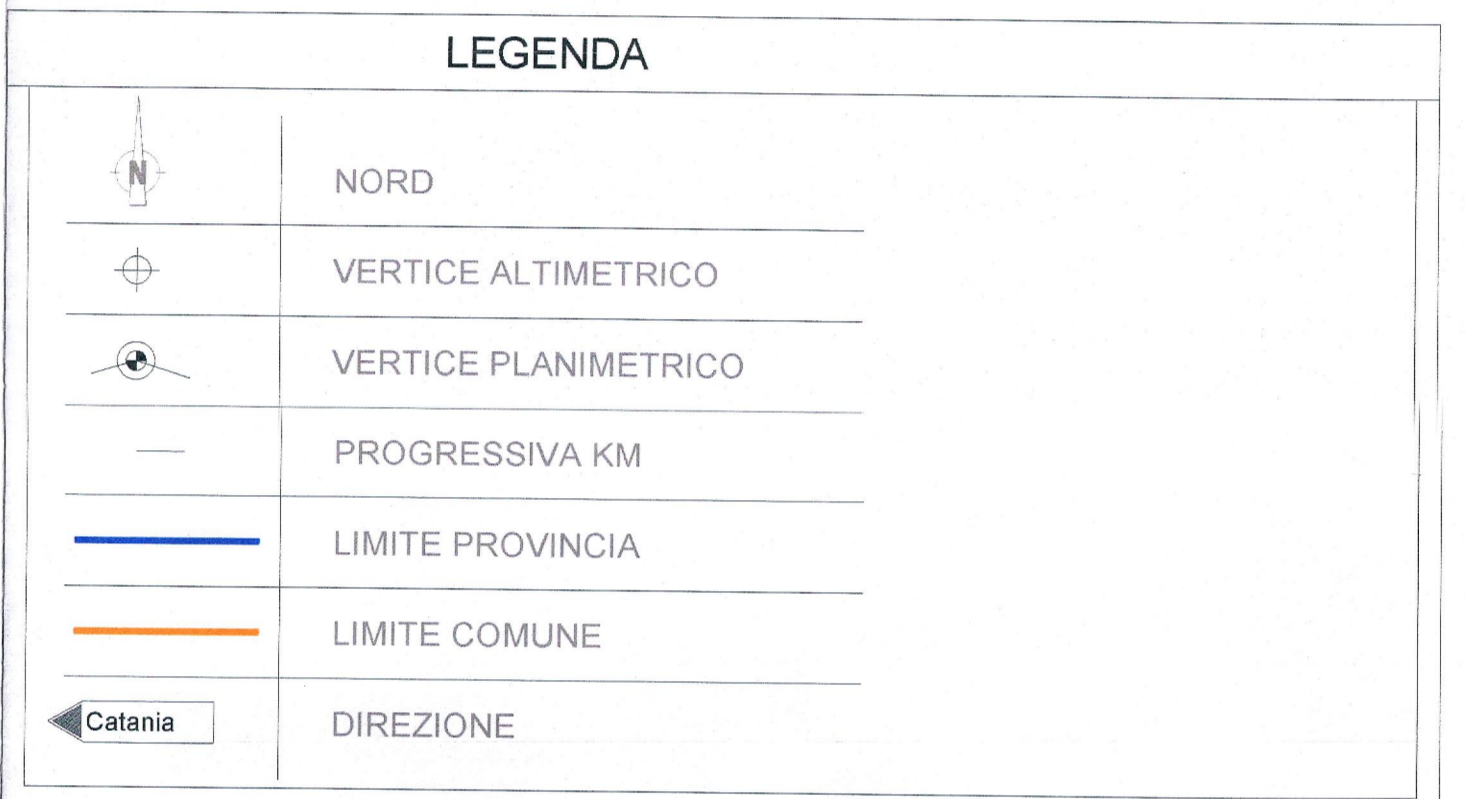 LEGENDA
N
NORD
VERTICE ALTIMETRICO
VERTICE PLANIMETRICO
PROGRESSIVA KM
LIMITE PROVINCIA
LIMITE COMUNE
Catania
DIREZIONE